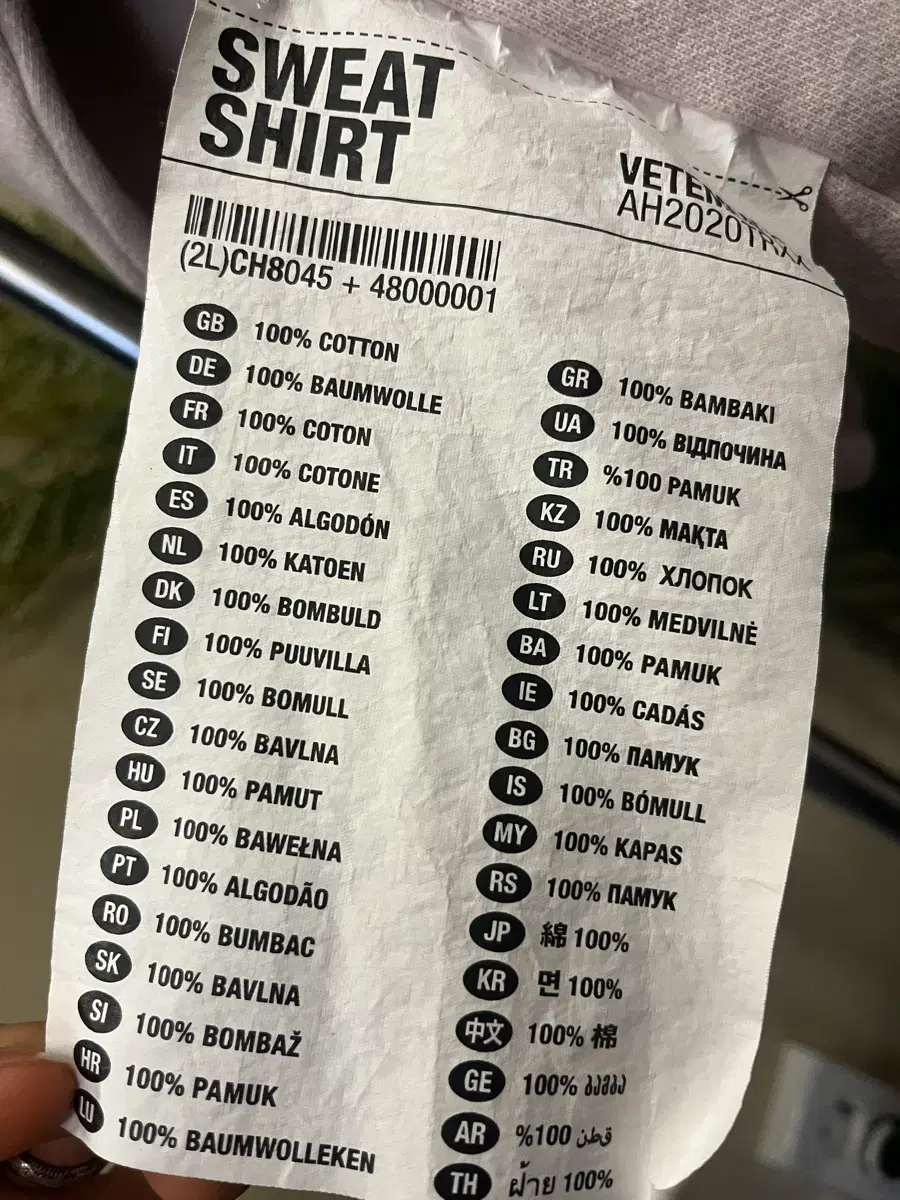 SWEAT
SHIRT
AH2020
(2L)CH8045 + 48000001
GB 100% COTTON
DE 100% BAUMWOLLE
FR 100% COTON
IT 100% COTONE
ES 100% ALGODÓN
NL 100% KATOEN
DK 100% BOMBULD
FI 100% PUUVILLA
SE 100% BOMULL
CZ 100% BAVLNA
HU 100% PAMUT
PL 100% BAWEŁNA
PT 100% ALGODÃO
RO 100% BUMBAC
SK 100% BAVLNA
SI 100% BOMBAŽ
HR 100% PAMUK
LU 100% BAUMWOLLEKEN
GR 100% BAMBAKI
UA 100% ВІДПОЧИНА
TR %100 PAMUK
KZ 100% МАҚТА
RU 100% ХЛОПОК
LT 100% MEDVILNĖ
BA 100% PAMUK
IE 100% CADÁS
BG 100% ПАМУК
IS 100% BÓMULL
MY 100% KAPAS
RS 100% ПАМУК
JP 綿 100%
KR 면 100%
中文 100% 棉
GE 100% ბამბა
AR %100 قطن
TH ฝ้าย 100%